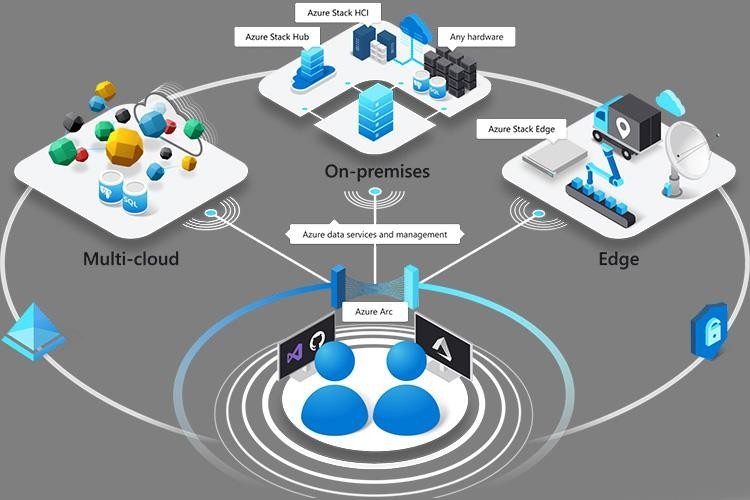 Azure Stack HCI
Azure Stack Hub
Any hardware
Azure Stack Edge
SQL
On-premises
SQL
Azure data services and management
Multi-cloud
Edge
Azure Arc